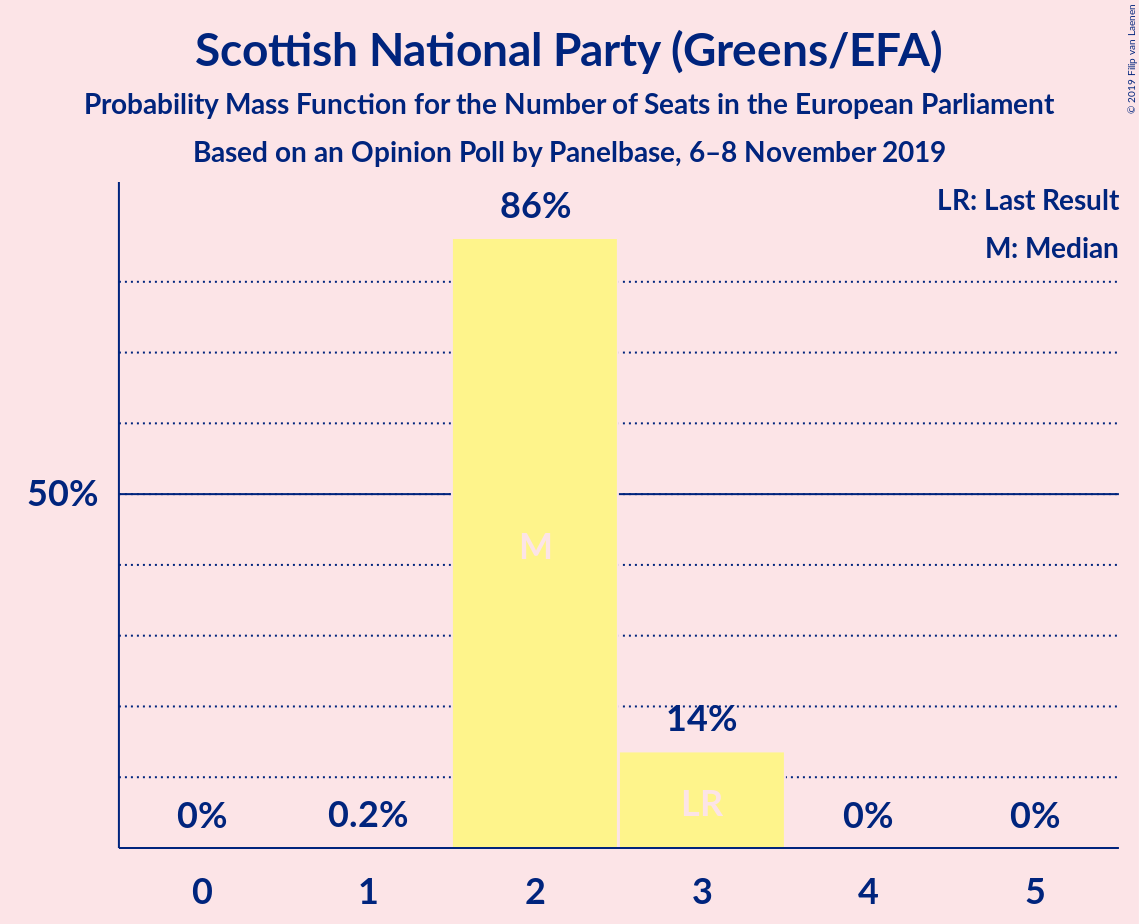 Scottish National Party (Greens/EFA)
Probability Mass Function for the Number of Seats in the European Parliament
Based on an Opinion Poll by Panelbase, 6–8 November 2019
© 2019 Filip van Laenen
LR: Last Result
M: Median
86%
50%
M
14%
LR
0%
0.2%
0%
0%
0
1
2
3
4
5